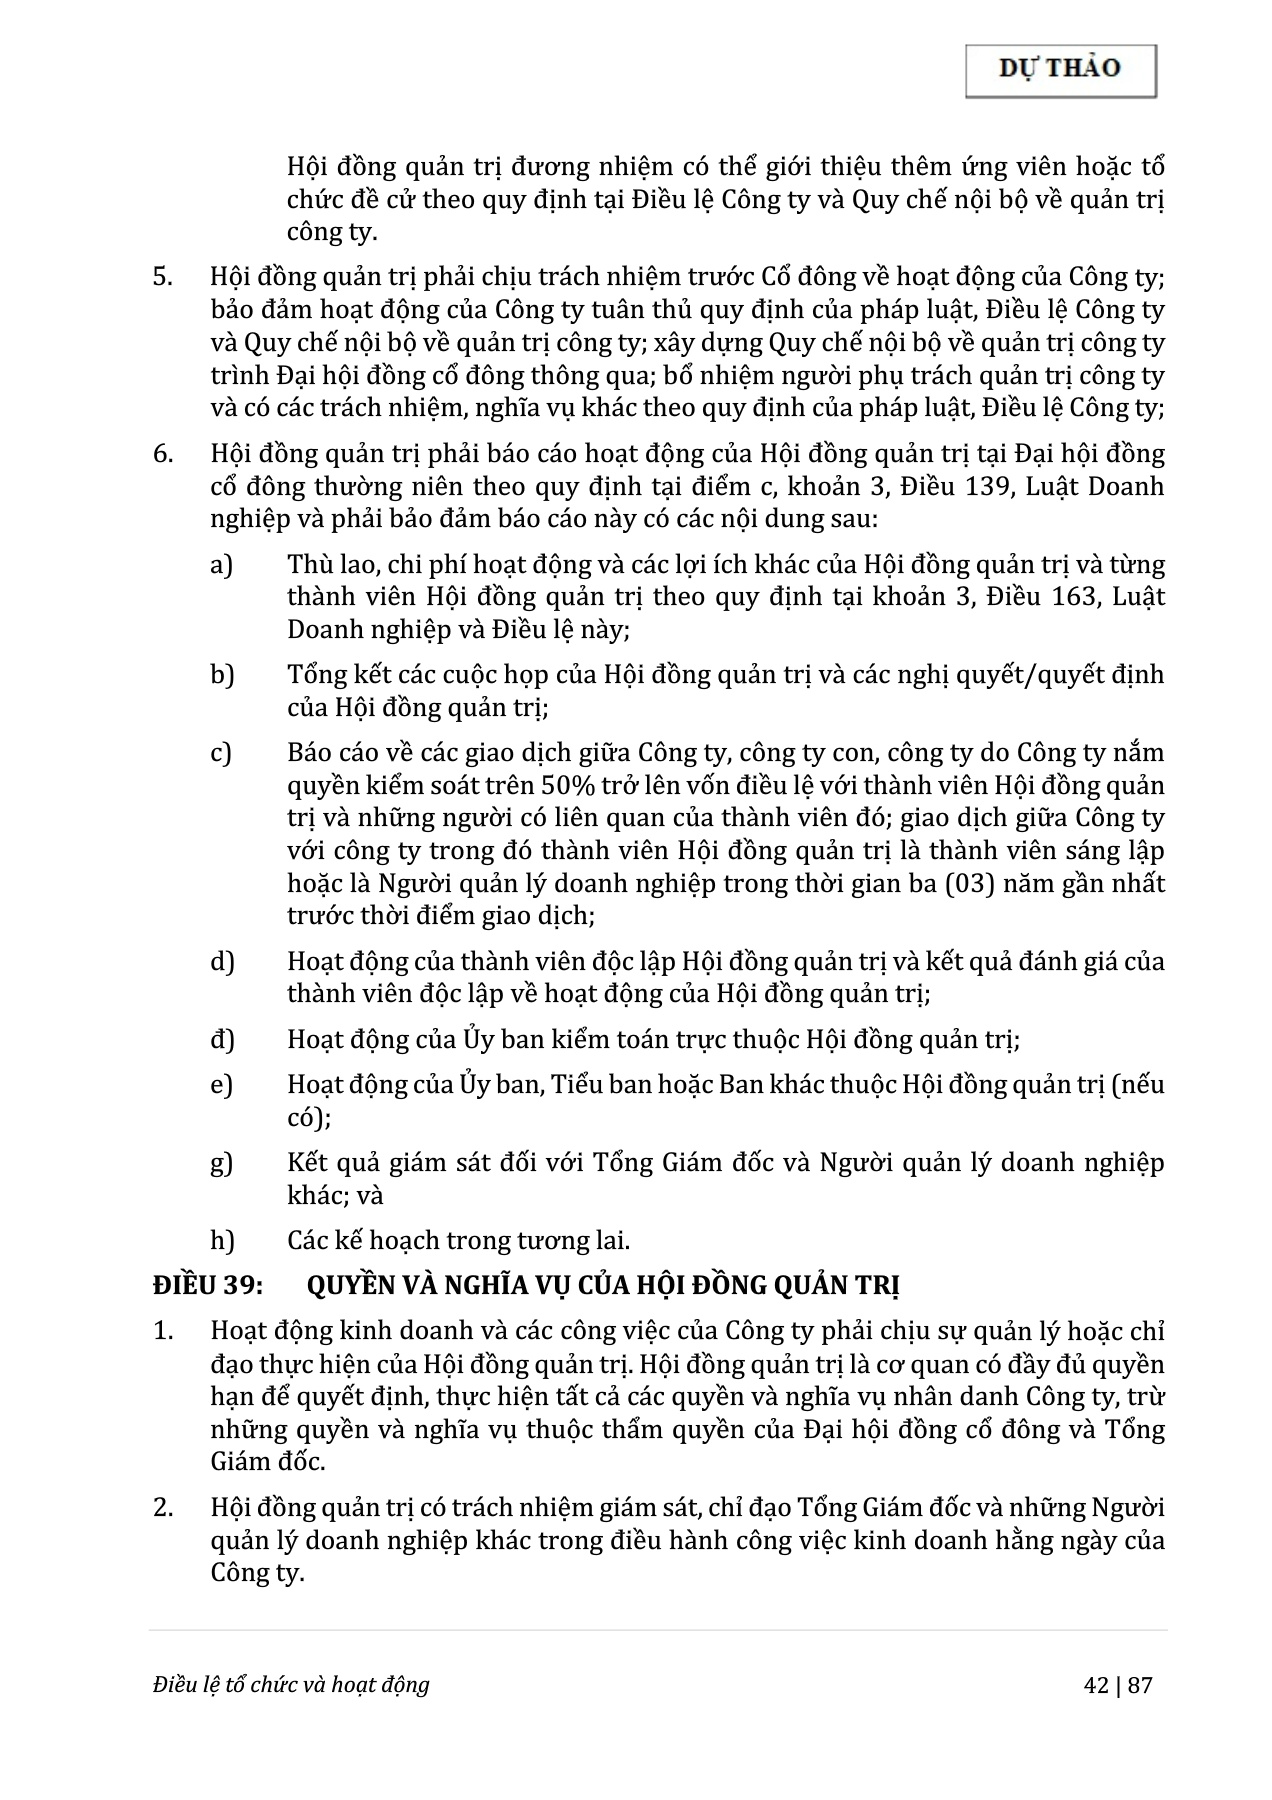 DỰ THẢO
Hội đồng quản trị đương nhiệm có thể giới thiệu thêm ứng viên hoặc tổ
chức đề cử theo quy định tại Điều lệ Công ty và Quy chế nội bộ về quản trị
công ty.
5. Hội đồng quản trị phải chịu trách nhiệm trước Cổ đông về hoạt động của Công ty;
bảo đảm hoạt động của Công ty tuân thủ quy định của pháp luật, Điều lệ Công ty
và Quy chế nội bộ về quản trị công ty; xây dựng Quy chế nội bộ về quản trị công ty
trình Đại hội đồng cổ đông thông qua; bổ nhiệm người phụ trách quản trị công ty
và có các trách nhiệm, nghĩa vụ khác theo quy định của pháp luật, Điều lệ Công ty;
6. Hội đồng quản trị phải báo cáo hoạt động của Hội đồng quản trị tại Đại hội đồng
cổ đông thường niên theo quy định tại điểm c, khoản 3, Điều 139, Luật Doanh
nghiệp và phải bảo đảm báo cáo này có các nội dung sau:
a) Thù lao, chi phí hoạt động và các lợi ích khác của Hội đồng quản trị và từng
thành viên Hội đồng quản trị theo quy định tại khoản 3, Điều 163, Luật
Doanh nghiệp và Điều lệ này;
b) Tổng kết các cuộc họp của Hội đồng quản trị và các nghị quyết/quyết định
của Hội đồng quản trị;
c) Báo cáo về các giao dịch giữa Công ty, công ty con, công ty do Công ty nắm
quyền kiểm soát trên 50% trở lên vốn điều lệ với thành viên Hội đồng quản
trị và những người có liên quan của thành viên đó; giao dịch giữa Công ty
với công ty trong đó thành viên Hội đồng quản trị là thành viên sáng lập
hoặc là Người quản lý doanh nghiệp trong thời gian ba (03) năm gần nhất
trước thời điểm giao dịch;
d) Hoạt động của thành viên độc lập Hội đồng quản trị và kết quả đánh giá của
thành viên độc lập về hoạt động của Hội đồng quản trị;
đ) Hoạt động của Ủy ban kiểm toán trực thuộc Hội đồng quản trị;
e) Hoạt động của Ủy ban, Tiểu ban hoặc Ban khác thuộc Hội đồng quản trị (nếu
có);
g) Kết quả giám sát đối với Tổng Giám đốc và Người quản lý doanh nghiệp
khác; và
h) Các kế hoạch trong tương lai.
ĐIỀU 39: QUYỀN VÀ NGHĨA VỤ CỦA HỘI ĐỒNG QUẢN TRỊ
1. Hoạt động kinh doanh và các công việc của Công ty phải chịu sự quản lý hoặc chỉ
đạo thực hiện của Hội đồng quản trị. Hội đồng quản trị là cơ quan có đầy đủ quyền
hạn để quyết định, thực hiện tất cả các quyền và nghĩa vụ nhân danh Công ty, trừ
những quyền và nghĩa vụ thuộc thẩm quyền của Đại hội đồng cổ đông và Tổng
Giám đốc.
2. Hội đồng quản trị có trách nhiệm giám sát, chỉ đạo Tổng Giám đốc và những Người
quản lý doanh nghiệp khác trong điều hành công việc kinh doanh hằng ngày của
Công ty.
Điều lệ tổ chức và hoạt động 42 | 87